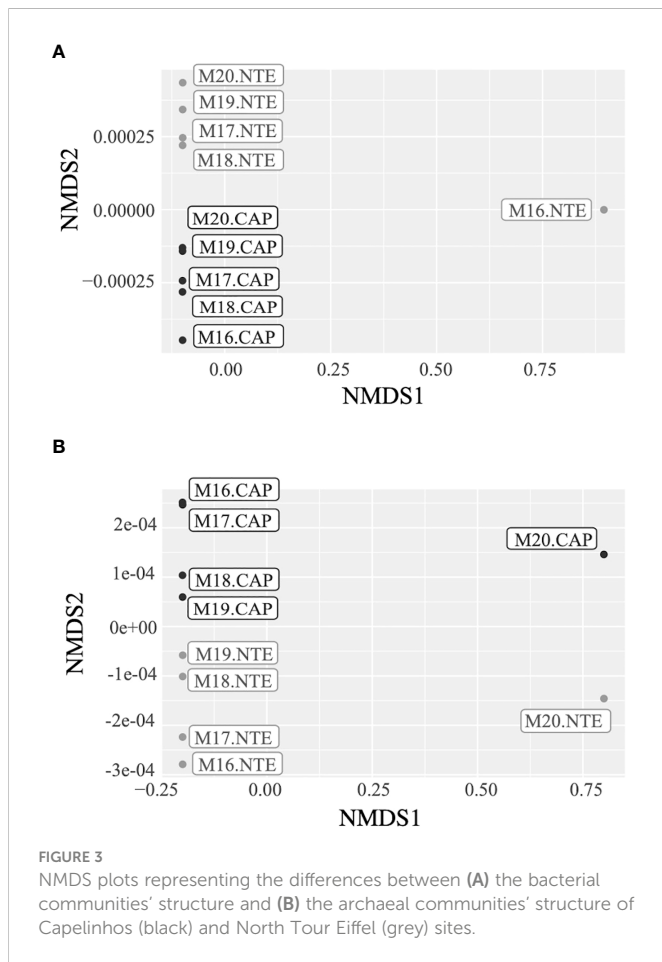 A
M20.NTE
M19.NTE
0.00025
M17.NTE
M18.NTE
NMDS2
0.00000
M16.NTE
M20.CAP
M19.CAP
−0.00025
M17.CAP
M18.CAP
M16.CAP
0.00 0.25 0.50 0.75
NMDS1
B
M16.CAP
2e-04
M17.CAP
M20.CAP
1e-04
M18.CAP
M19.CAP
0e+00
NMDS2
M19.NTE
-1e-04
M18.NTE
-2e-04
M20.NTE
M17.NTE
M16.NTE
-3e-04
−0.25 0.00 0.25 0.50 0.75
NMDS1
FIGURE 3
NMDS plots representing the differences between (A) the bacterial
communities’ structure and (B) the archaeal communities’ structure of
Capelinhos (black) and North Tour Eiffel (grey) sites.